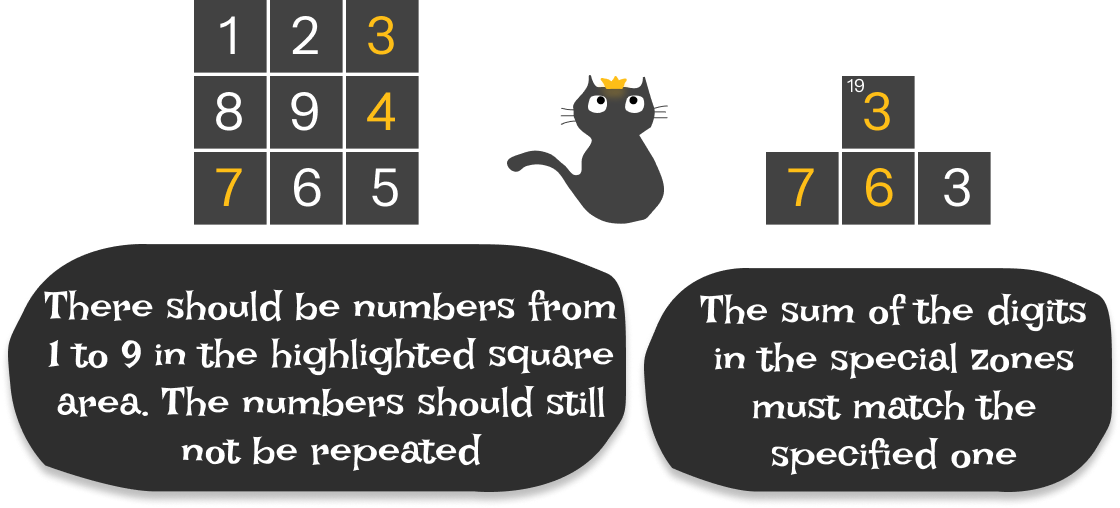 1 2 3
8 9 4
7 6 5
19
3
7 6 3
There should be numbers from
1 to 9 in the highlighted square
area. The numbers should still
not be repeated
The sum of the digits
in the special zones
must match the
specified one